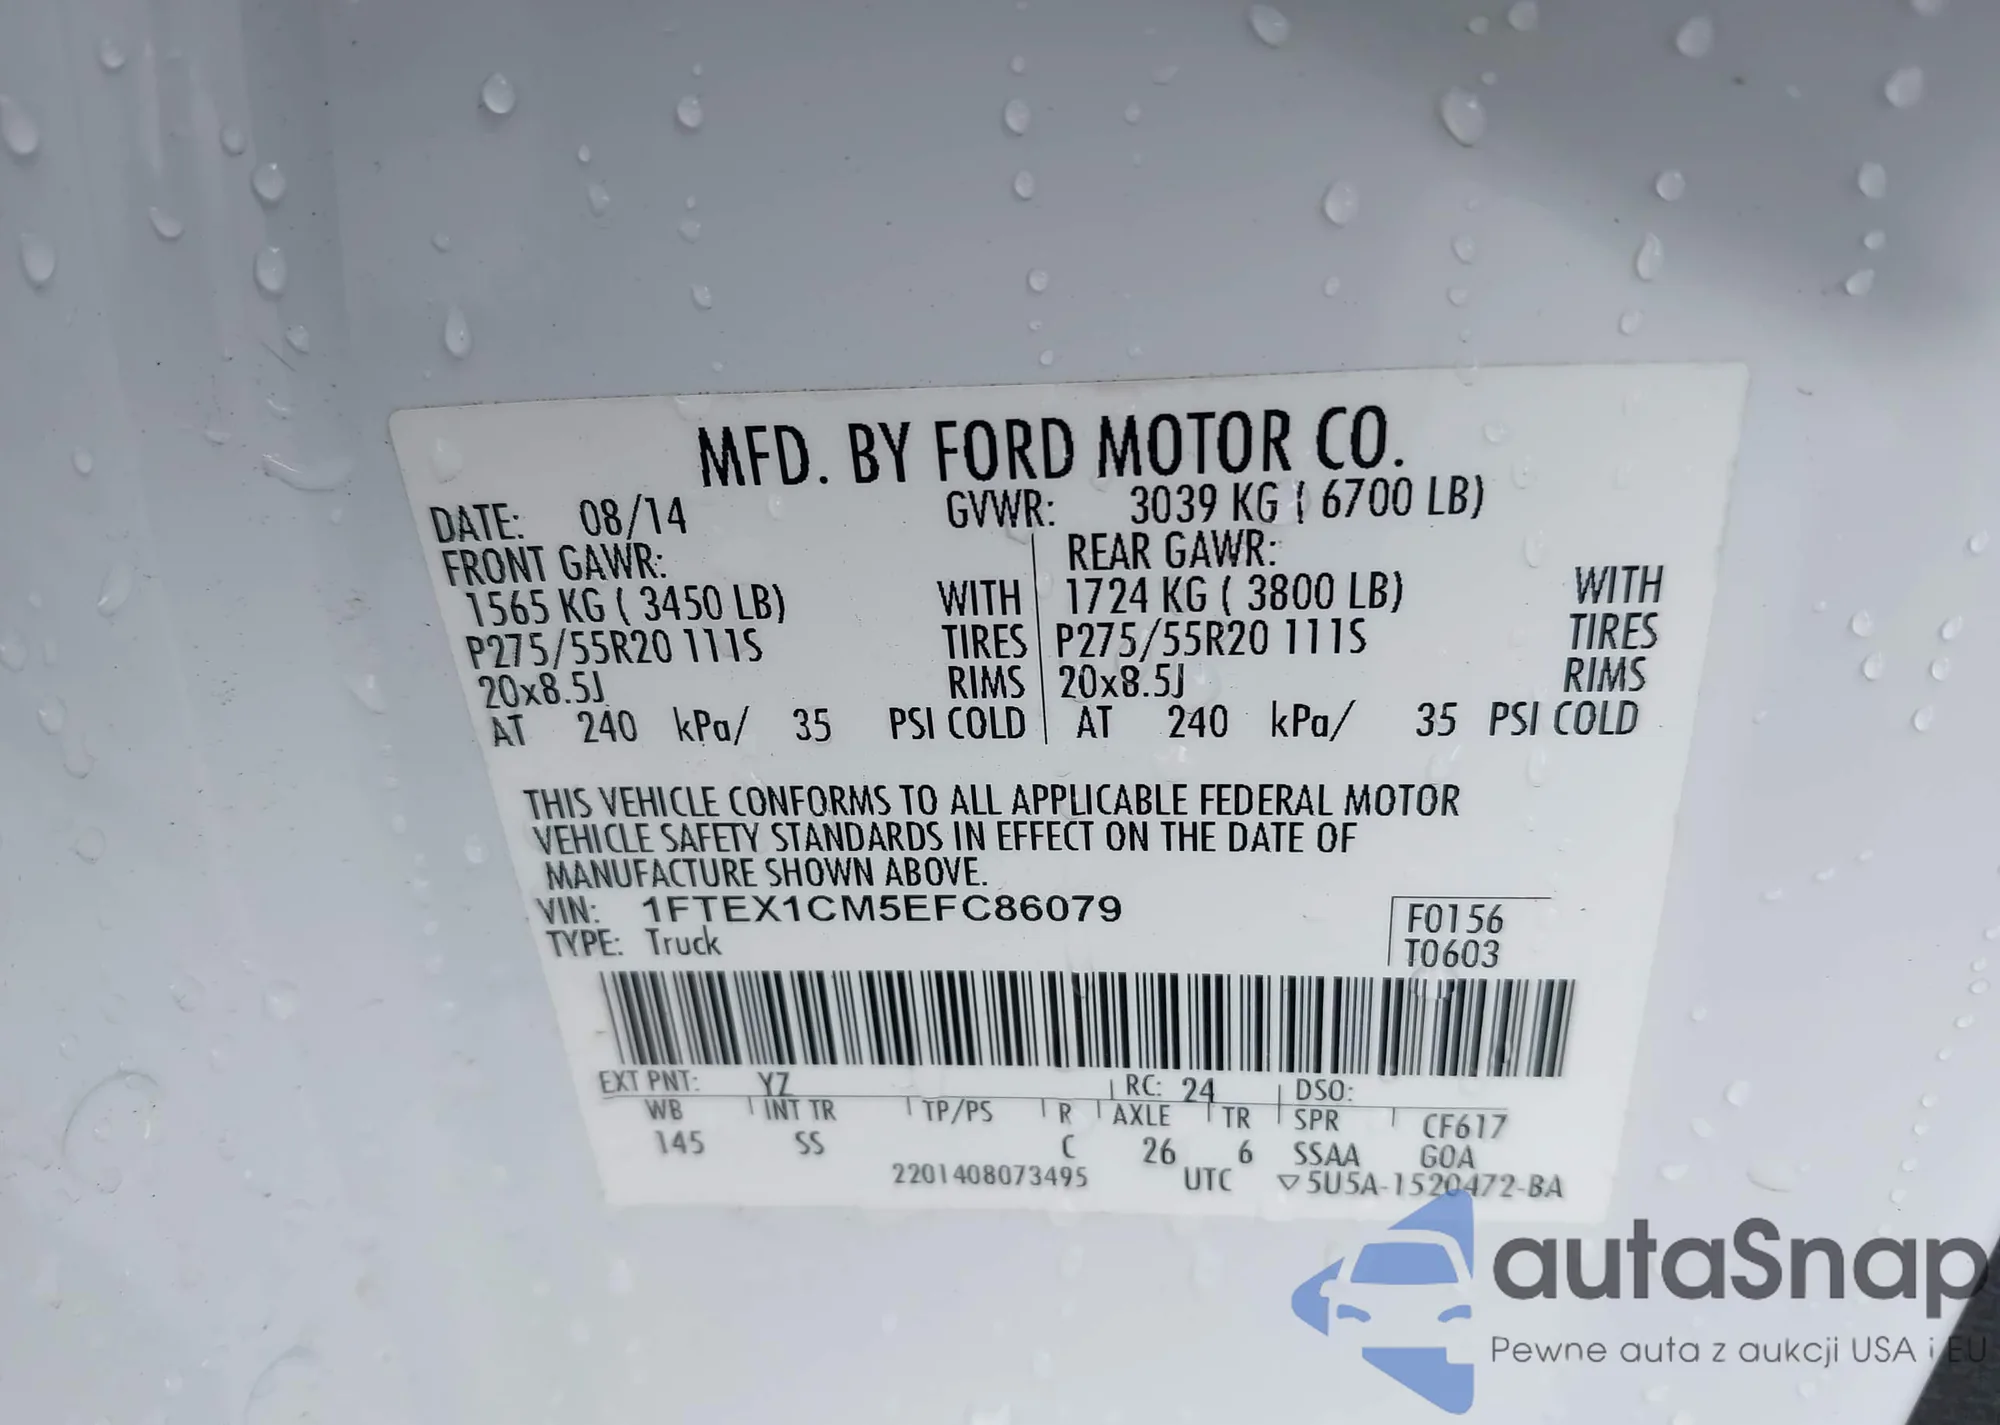 MFD. BY FORD MOTOR CO.
DATE: 08/14 GVWR: 3039 KG ( 6700 LB)
FRONT GAWR: REAR GAWR:
1565 KG ( 3450 LB) WITH 1724 KG ( 3800 LB) WITH
P275/55R20 111S TIRES P275/55R20 111S TIRES
20x8.5J RIMS 20x8.5J RIMS
AT 240 kPa/ 35 PSI COLD AT 240 kPa/ 35 PSI COLD
THIS VEHICLE CONFORMS TO ALL APPLICABLE FEDERAL MOTOR
VEHICLE SAFETY STANDARDS IN EFFECT ON THE DATE OF
MANUFACTURE SHOWN ABOVE.
VIN: 1FTEX1CM5EFC86079 F0156
TYPE: Truck T0603
EXT PNT: YZ RC: 24 DSO:
WB INT TR TP/PS R AXLE TR SPR CF617
145 SS C 26 6 SSAA GOA
2201408073495 UTC ▽5U5A-1520472-BA
autaSnap
Pewne auta z aukcji USA i EU